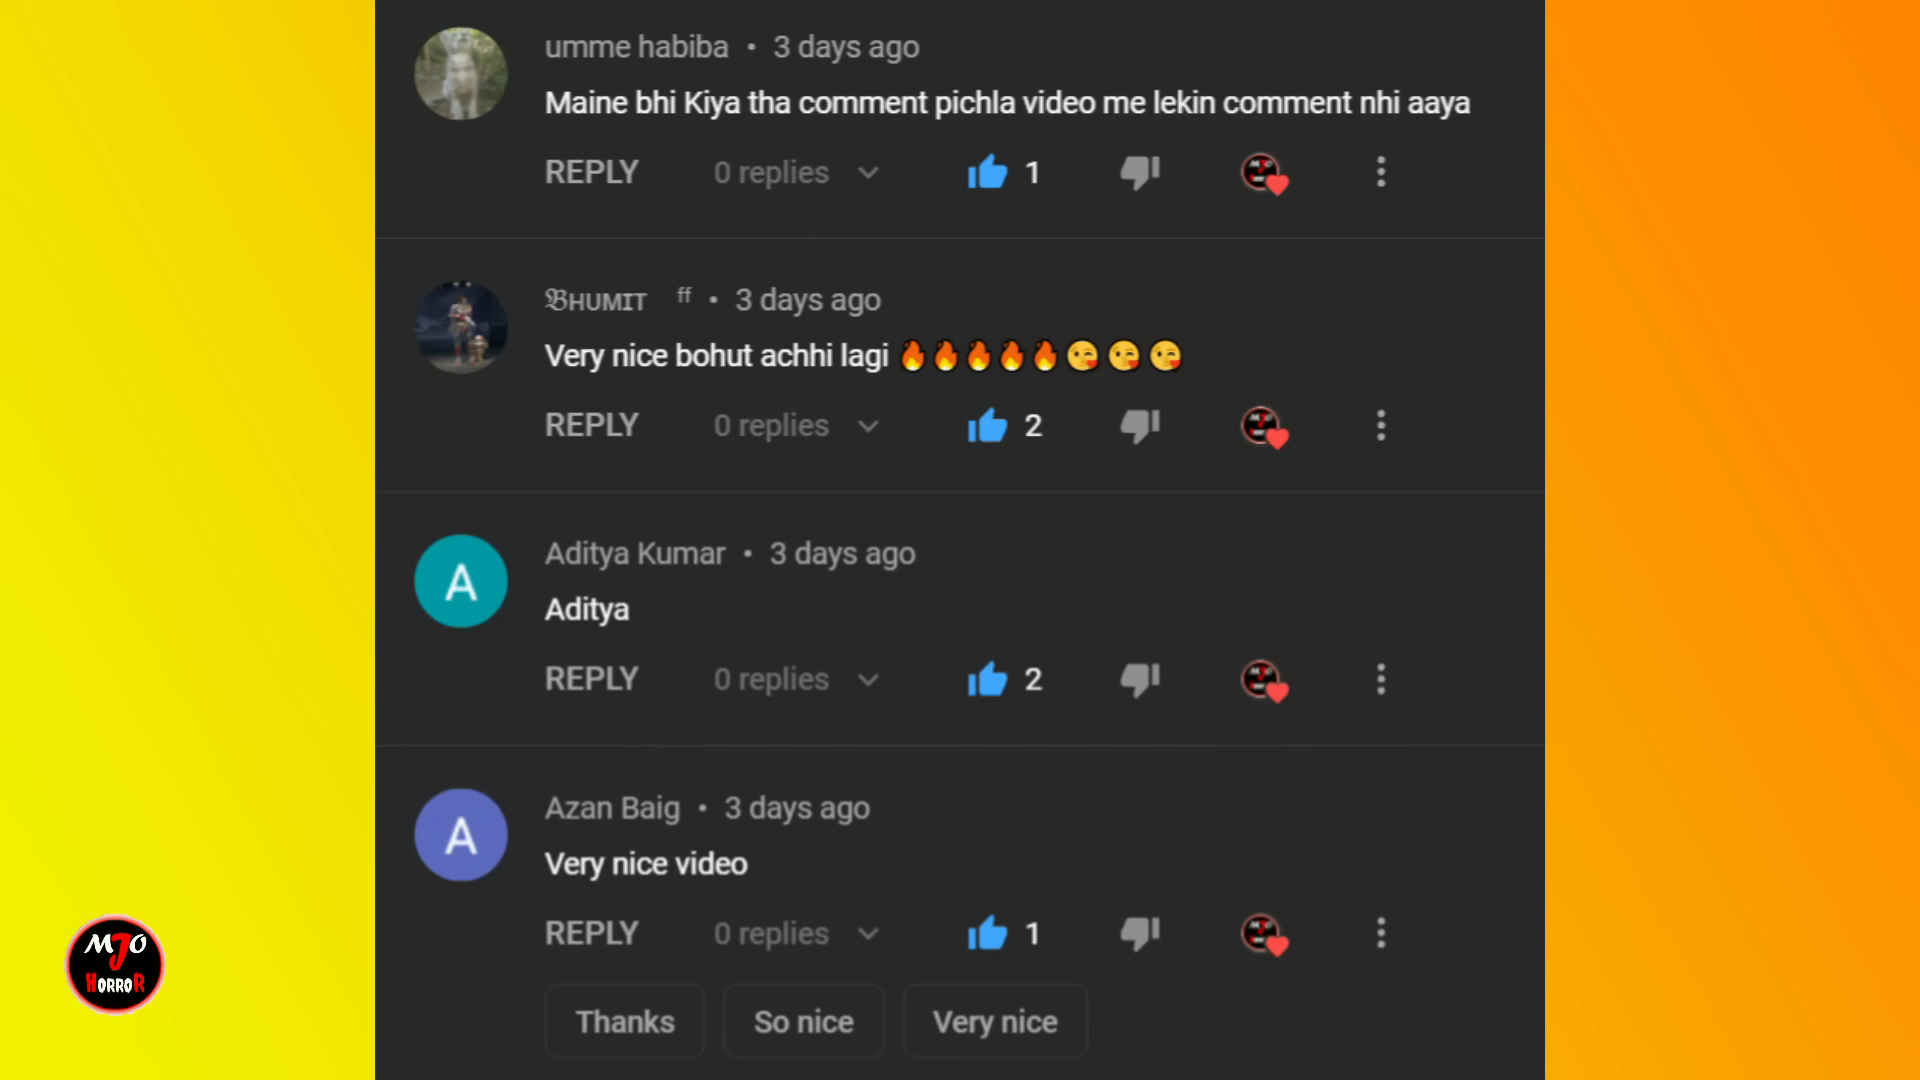 umme habiba • 3 days ago
Maine bhi Kiya tha comment pichla video me lekin comment nhi aaya
REPLY 0 replies 1
𝔅ʜᴜᴍɪᴛ ᶠᶠ • 3 days ago
Very nice bohut achhi lagi 🔥🔥🔥🔥🔥😘😘😘
REPLY 0 replies 2
A
Aditya Kumar • 3 days ago
Aditya
REPLY 0 replies 2
A
Azan Baig • 3 days ago
Very nice video
REPLY 0 replies 1
Thanks So nice Very nice
MJO
HORROR